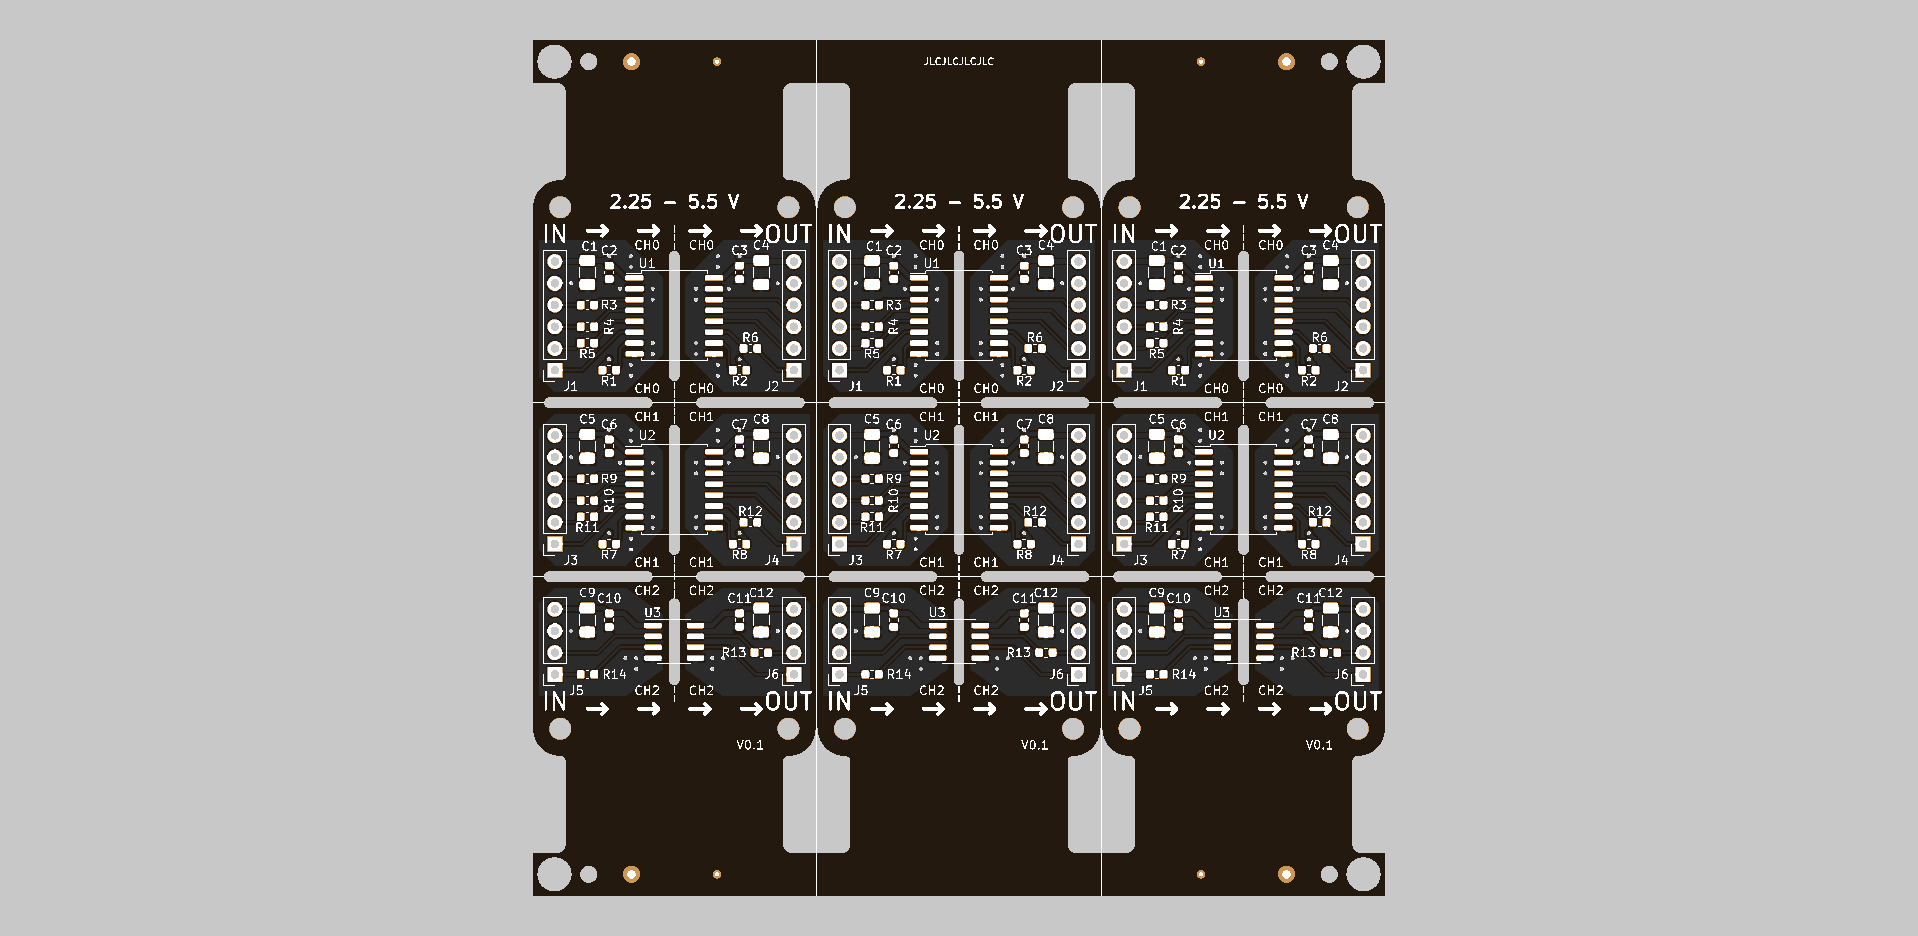 JLCJLCJLCJLC
2.25 – 5.5 V 2.25 – 5.5 V 2.25 – 5.5 V
IN OUT IN OUT IN OUT
CH0 CH0 CH0 CH0 CH0 CH0
C1 C2 C3 C4 C1 C2 C3 C4 C1 C2 C3 C4
U1 U1 U1
R3 R3 R3
R4 R4 R4
R6 R6 R6
R5 R5 R5
R1 R2 R1 R2 R1 R2
J1 CH0 CH0 J2 J1 CH0 CH0 J2 J1 CH0 CH0 J2
CH1 CH1 CH1 CH1 CH1 CH1
C5 C6 C7 C8 C5 C6 C7 C8 C5 C6 C7 C8
U2 U2 U2
R9 R9 R9
R10 R10 R10
R12 R12 R12
R11 R11 R11
R7 R8 R7 R8 R7 R8
J3 CH1 CH1 J4 J3 CH1 CH1 J4 J3 CH1 CH1 J4
CH2 CH2 CH2 CH2 CH2 CH2
C9 C10 C11 C12 C9 C10 C11 C12 C9 C10 C11 C12
U3 U3 U3
R13 R13 R13
R14 J6 R14 J6 R14 J6
J5 CH2 CH2 J5 CH2 CH2 J5 CH2 CH2
IN OUT IN OUT IN OUT
V0.1 V0.1 V0.1